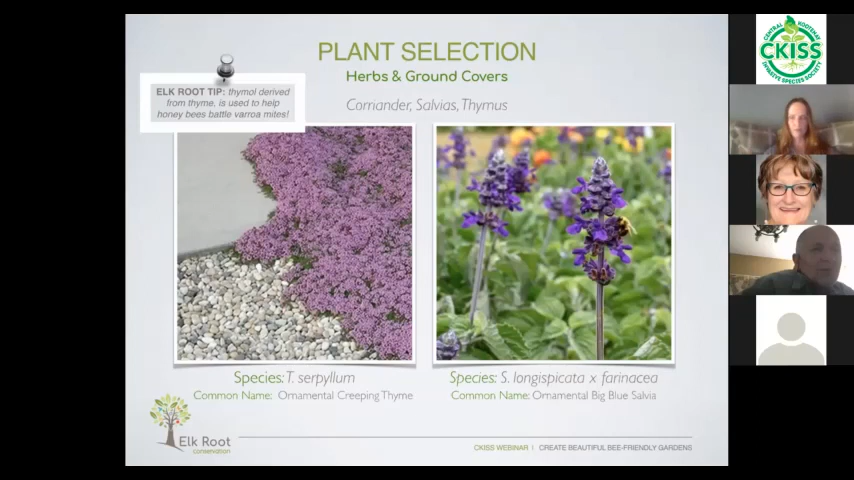 PLANT SELECTION
Herbs & Ground Covers
Coriander, Salvias, Thymus
ELK ROOT TIP: thymol derived
from thyme, is used to help
honey bees battle varroa mites!
Species: T. serpyllum
Common Name: Ornamental Creeping Thyme
Species: S. longispicata x farinacea
Common Name: Ornamental Big Blue Salvia
Elk Root
conservation
CKISS WEBINAR | CREATE BEAUTIFUL BEE-FRIENDLY GARDENS
CENTRAL KOOTENAY
CKISS
INVASIVE SPECIES SOCIETY